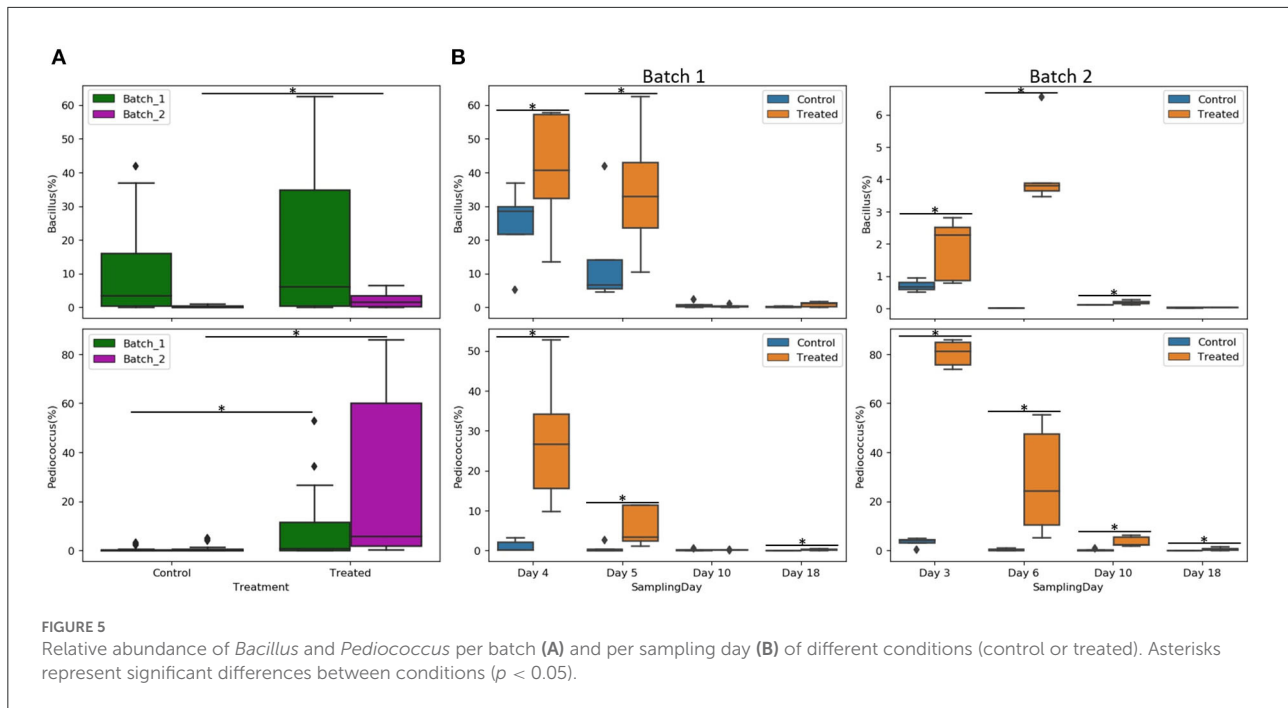 A
B
Batch 1
Batch 2
*
Batch_1
Batch_2
60
50
40
30
20
10
0
Bacillus(%)
*
*
Control
Treated
60
50
40
30
20
10
0
Bacillus(%)
*
*
*
Control
Treated
6
5
4
3
2
1
0
Bacillus(%)
*
*
Batch_1
Batch_2
80
60
40
20
0
Pediococcus(%)
Control
Treated
Treatment
*
*
*
Control
Treated
50
40
30
20
10
0
Pediococcus(%)
Day 4
Day 5
Day 10
Day 18
SamplingDay
*
*
*
*
Control
Treated
80
60
40
20
0
Pediococcus(%)
Day 3
Day 6
Day 10
Day 18
SamplingDay
FIGURE 5
Relative abundance of Bacillus and Pediococcus per batch (A) and per sampling day (B) of different conditions (control or treated). Asterisks
represent significant differences between conditions (p < 0.05).